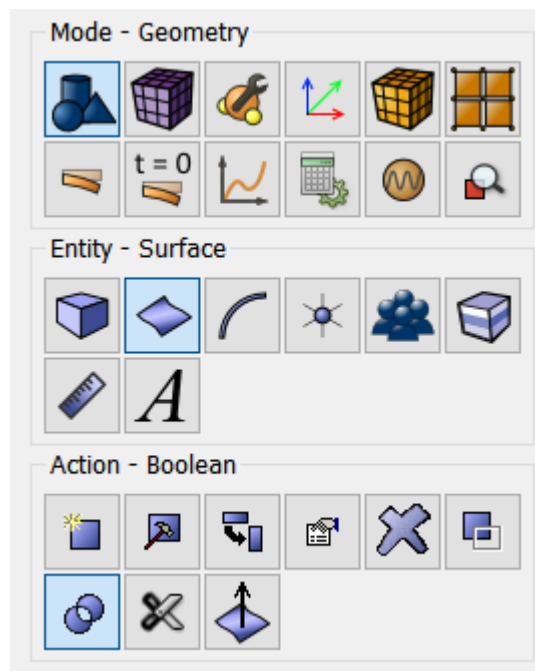 Mode - Geometry
t = 0
Entity - Surface
A
Action - Boolean